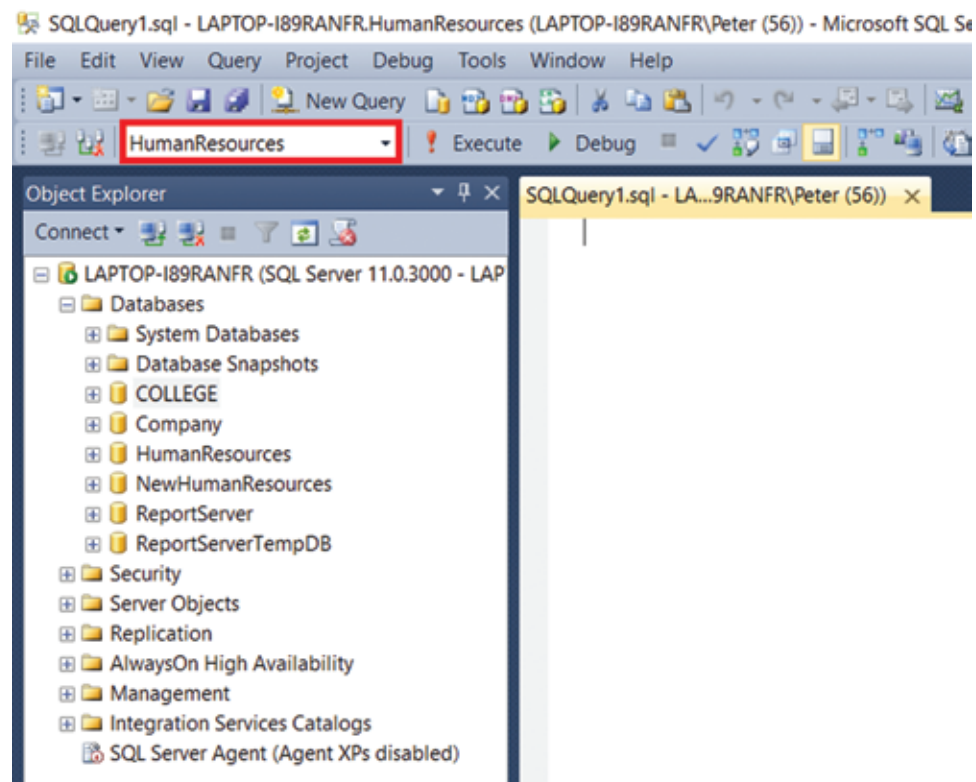 SQLQuery1.sql - LAPTOP-I89RANFR.HumanResources (LAPTOP-I89RANFR\Peter (56)) - Microsoft SQL Se
File Edit View Query Project Debug Tools Window Help
New Query
HumanResources Execute Debug
Object Explorer
SQLQuery1.sql - LA...9RANFR\Peter (56))
Connect
LAPTOP-I89RANFR (SQL Server 11.0.3000 - LAP
Databases
System Databases
Database Snapshots
COLLEGE
Company
HumanResources
NewHumanResources
ReportServer
ReportServerTempDB
Security
Server Objects
Replication
AlwaysOn High Availability
Management
Integration Services Catalogs
SQL Server Agent (Agent XPs disabled)